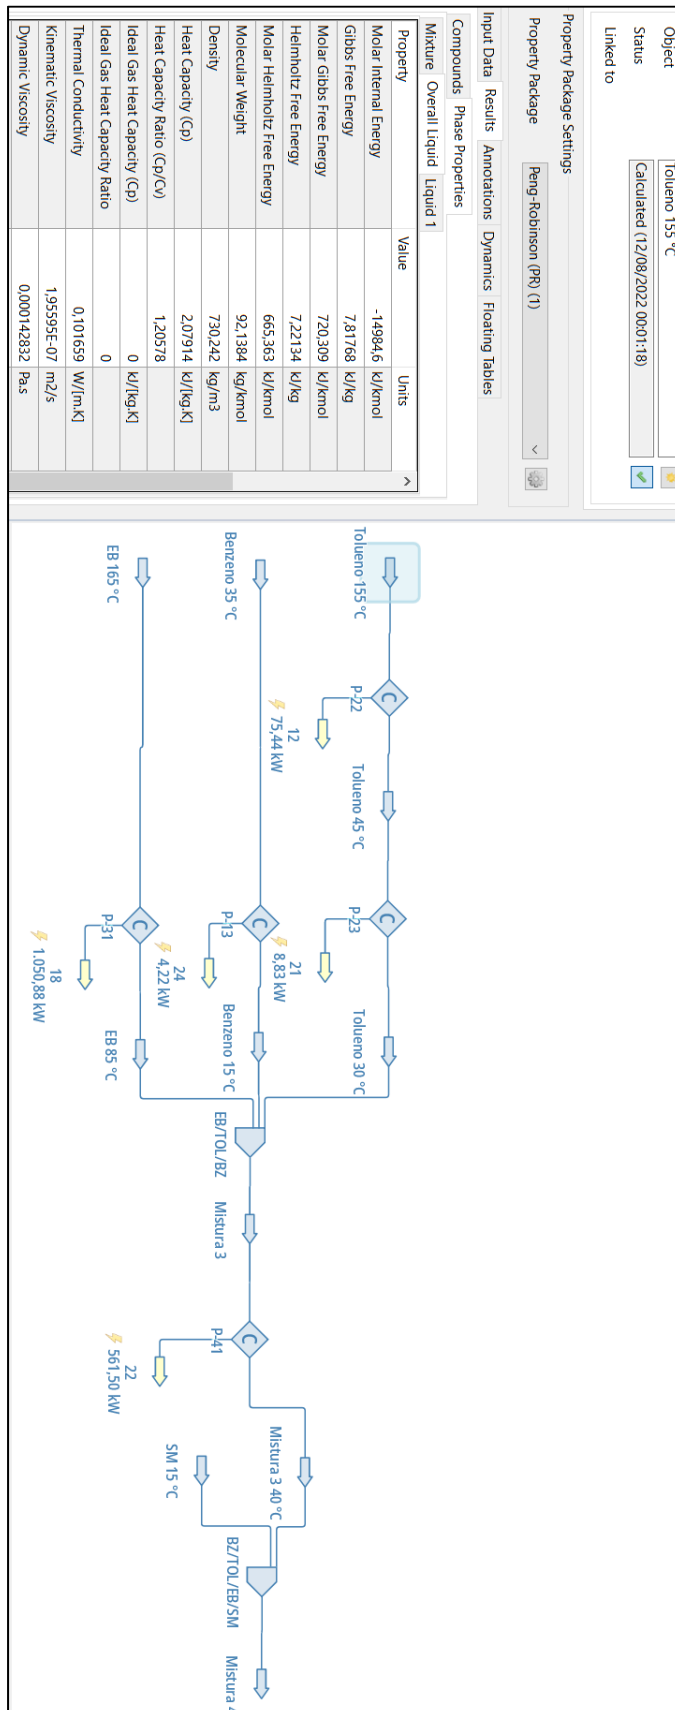 Object
Tolueno 155 °C
Status
Calculated (12/08/2022 00:01:18)
Linked to
Property Package Settings
Property Package
Peng-Robinson (PR) (1)
Input Data Results Annotations Dynamics Floating Tables
Compounds Phase Properties
Mixture Overall Liquid Liquid 1
Property Value Units
Molar Internal Energy -14984,6 kJ/kmol
Gibbs Free Energy 7,81768 kJ/kg
Molar Gibbs Free Energy 720,309 kJ/kmol
Helmholtz Free Energy 7,22134 kJ/kg
Molar Helmholtz Free Energy 665,363 kJ/kmol
Molecular Weight 92,1384 kg/kmol
Density 730,242 kg/m3
Heat Capacity (Cp) 2,07914 kJ/[kg.K]
Heat Capacity Ratio (Cp/Cv) 1,20578
Ideal Gas Heat Capacity (Cp) 0 kJ/[kg.K]
Ideal Gas Heat Capacity Ratio 0
Thermal Conductivity 0,101659 W/[m.K]
Kinematic Viscosity 1,95595E-07 m2/s
Dynamic Viscosity 0,000142832 Pa.s
Tolueno 155 °C
C
P-22
12
75,44 kW
Tolueno 45 °C
C
P-23
21
8,83 kW
Tolueno 30 °C
Benzeno 35 °C
C
P-13
24
4,22 kW
Benzeno 15 °C
EB 165 °C
C
P-31
18
1.050,88 kW
EB 85 °C
EB/TOL/BZ
Mistura 3
C
P-41
22
561,50 kW
Mistura 3 40 °C
SM 15 °C
BZ/TOL/EB/SM
Mistura 4